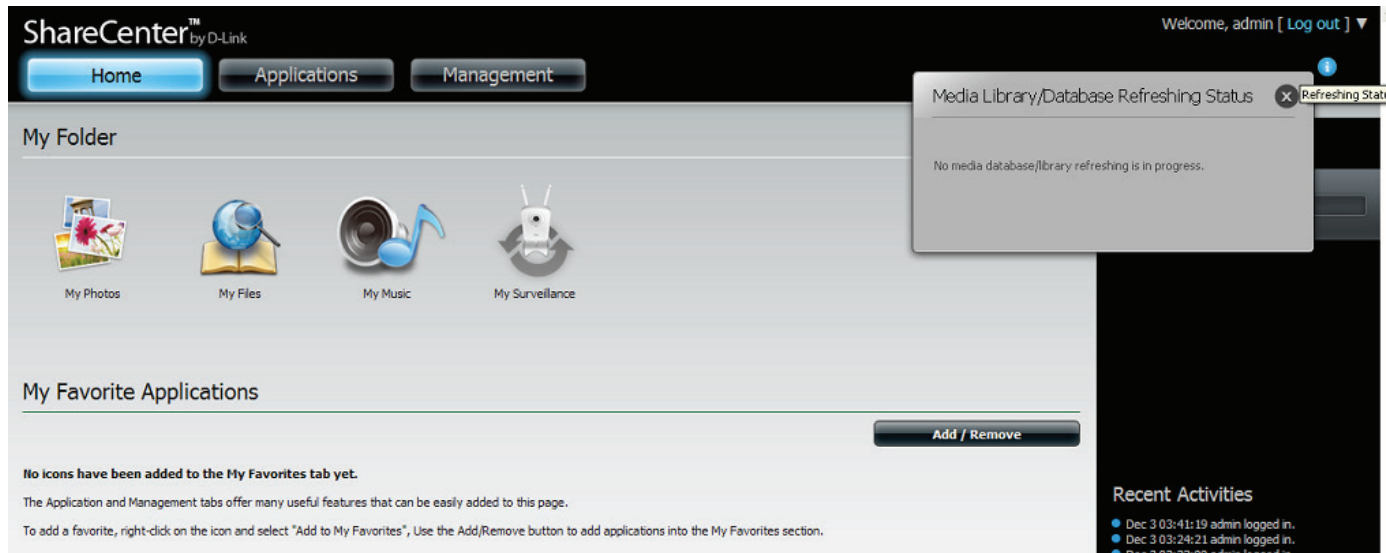 ShareCenter™ by D-Link
Welcome, admin [ Log out ] ▼
Home Applications Management
Media Library/Database Refreshing Status
Refreshing Stat
No media database/library refreshing is in progress.
My Folder
My Photos My Files My Music My Surveillance
My Favorite Applications
Add / Remove
No icons have been added to the My Favorites tab yet.
The Application and Management tabs offer many useful features that can be easily added to this page.
To add a favorite, right-click on the icon and select "Add to My Favorites", Use the Add/Remove button to add applications into the My Favorites section.
Recent Activities
Dec 3 03:41:19 admin logged in.
Dec 3 03:24:21 admin logged in.